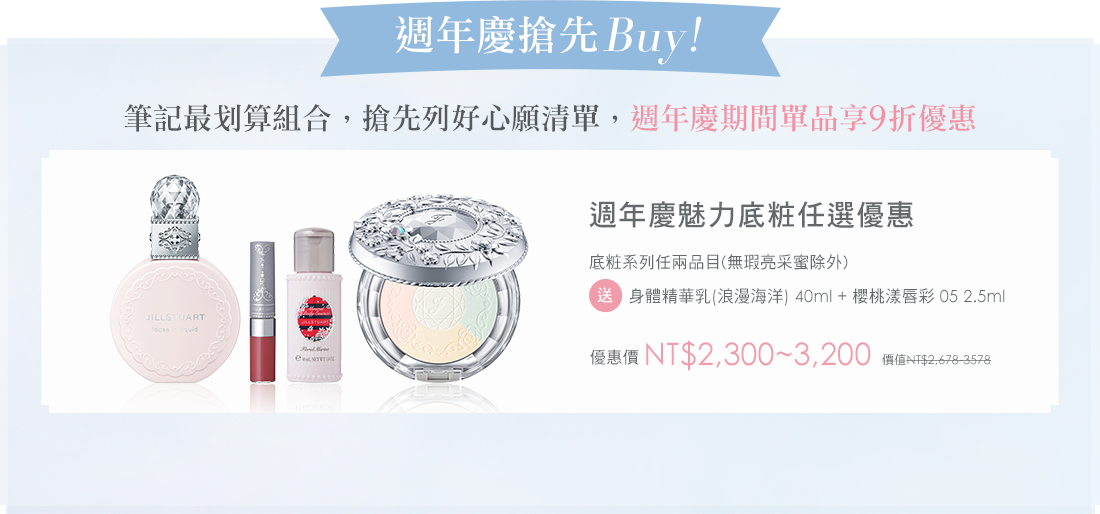 週年慶搶先Buy!
筆記最划算組合，搶先列好心願清單，週年慶期間單品享9折優惠
週年慶魅力底粧任選優惠
底粧系列任兩品目(無瑕亮采蜜除外)
送 身體精華乳(浪漫海洋) 40ml + 櫻桃漾唇彩 05 2.5ml
優惠價 NT$2,300~3,200 價值NT$2,678-3578
JILLSTUART
JILLSTUART
Floral Marine